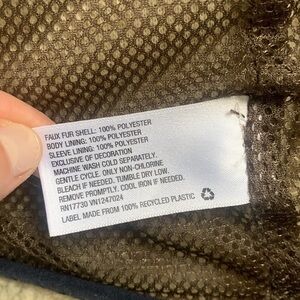 FAUX FUR SHELL: 100% POLYESTER
BODY LINING: 100% POLYESTER
SLEEVE LINING: 100% POLYESTER
EXCLUSIVE OF DECORATION
MACHINE WASH COLD SEPARATELY.
GENTLE CYCLE. ONLY NON-CHLORINE
BLEACH IF NEEDED. TUMBLE DRY LOW.
REMOVE PROMPTLY. COOL IRON IF NEEDED.
RN17730 VN1247024
LABEL MADE FROM 100% RECYCLED PLASTIC